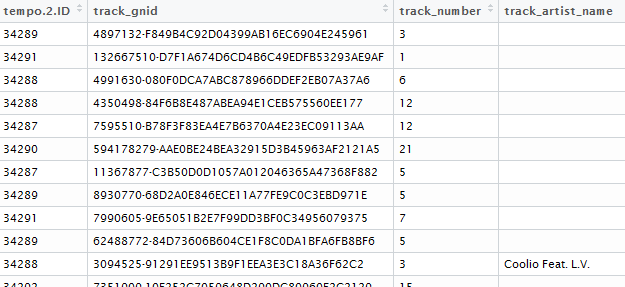 tempo.2.ID track_gnid track_number track_artist_name
34289 4897132-F849B4C92D04399AB16EC6904E245961 3
34291 132667510-D7F1A674D6CD4B6C49EDFB53293AE9AF 1
34288 4991630-080F0DCA7ABC878966DDEF2EB07A37A6 6
34288 4350498-84F6B8E487ABEA94E1CEB575560EE177 12
34287 7595510-B78F3F83EA4E7B6370A4E23EC09113AA 12
34290 594178279-AAE0BE24BEA32915D3B45963AF2121A5 21
34287 11367877-C3B50D0D1057A012046365A47368F882 5
34289 8930770-68D2A0E846ECE11A77FE9C0C3EBD971E 5
34291 7990605-9E65051B2E7F99DD3BF0C34956079375 7
34289 62488772-84D73606B604CE1F8C0DA1BFA6FB8BF6 5
34288 3094525-91291EE9513B9F1EEA3E3C18A36F62C2 3 Coolio Feat. L.V.